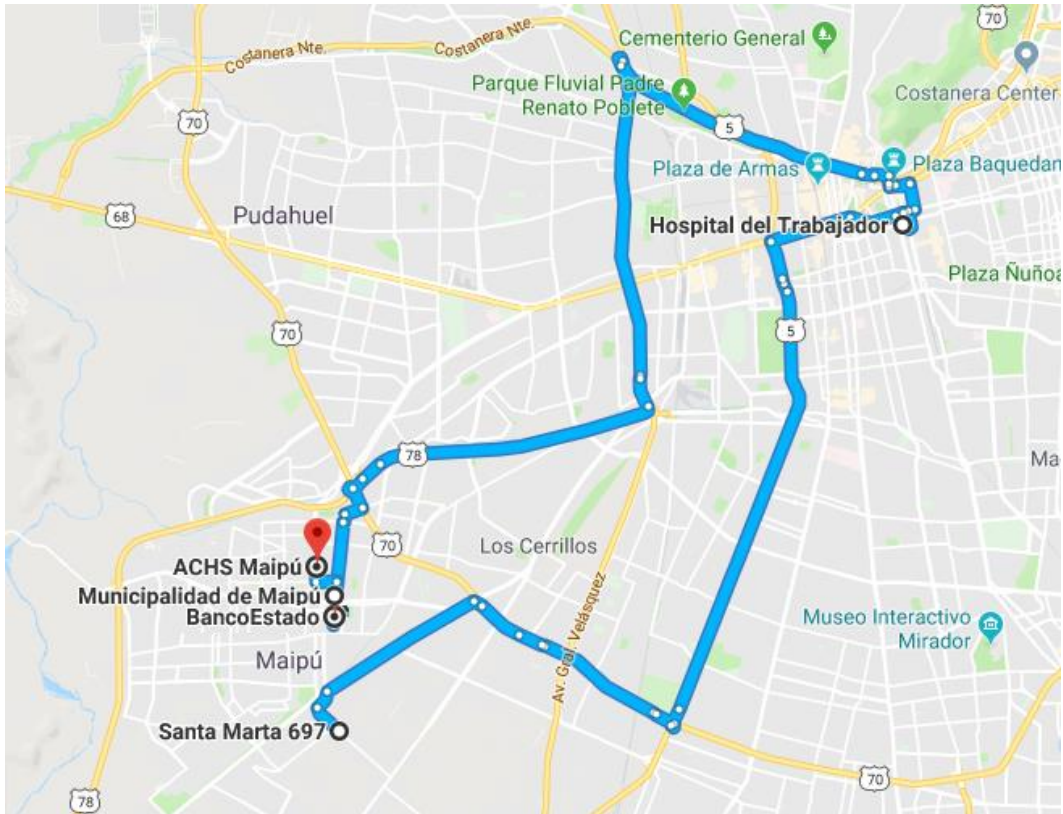 70
Costanera Nte.
Costanera Nte.
Cementerio General
Costanera Center
70
Parque Fluvial Padre
Renato Poblete
5
Plaza de Armas
Plaza Baquedan
68
Pudahuel
Hospital del Trabajador
Plaza Ñuñoa
70
5
78
Ma
70
Los Cerrillos
ACHS Maipú
Municipalidad de Maipú
BancoEstado
Av. Gral. Velásquez
Museo Interactivo
Mirador
Maipú
Santa Marta 697
70
78